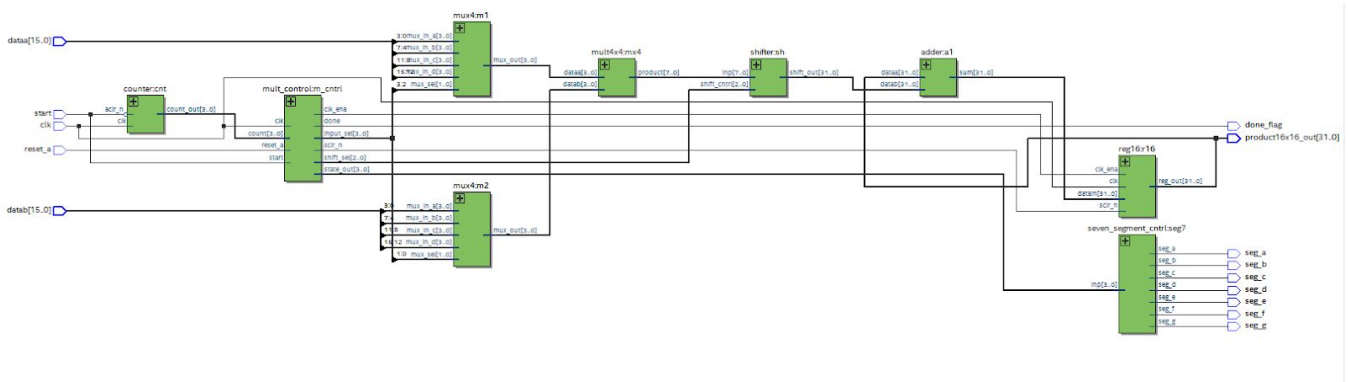 mux4:m1
3:0 mux_in_a[3..0]
7:4 mux_in_b[3..0]
11:8 mux_in_c[3..0]
15:12 mux_in_d[3..0]
3:2 mux_sel[1..0]
mux_out[3..0]
dataa[15..0]
mult4x4:mx4
dataa[3..0]
datab[3..0]
product[7..0]
shifter:sh
inp[7..0]
shift_cntrl[2..0]
shift_out[31..0]
adder:a1
dataa[31..0]
datab[31..0]
sum[31..0]
counter:cnt
aclr_n
clk
count_out[3..0]
start
clk
reset_a
mult_control:m_cntrl
clk
count[3..0]
reset_a
start
clk_ena
done
input_sel[3..0]
sclr_n
shift_sel[2..0]
state_out[3..0]
done_flag
product16x16_out[31..0]
reg16:r16
clk_ena
clk
datain[31..0]
sclr_n
reg_out[31..0]
datab[15..0]
mux4:m2
3:0 mux_in_a[3..0]
7:4 mux_in_b[3..0]
11:8 mux_in_c[3..0]
15:12 mux_in_d[3..0]
1:0 mux_sel[1..0]
mux_out[3..0]
seven_segment_cntrl:seg7
inp[3..0]
seg_a
seg_b
seg_c
seg_d
seg_e
seg_f
seg_g
seg_a
seg_b
seg_c
seg_d
seg_e
seg_f
seg_g